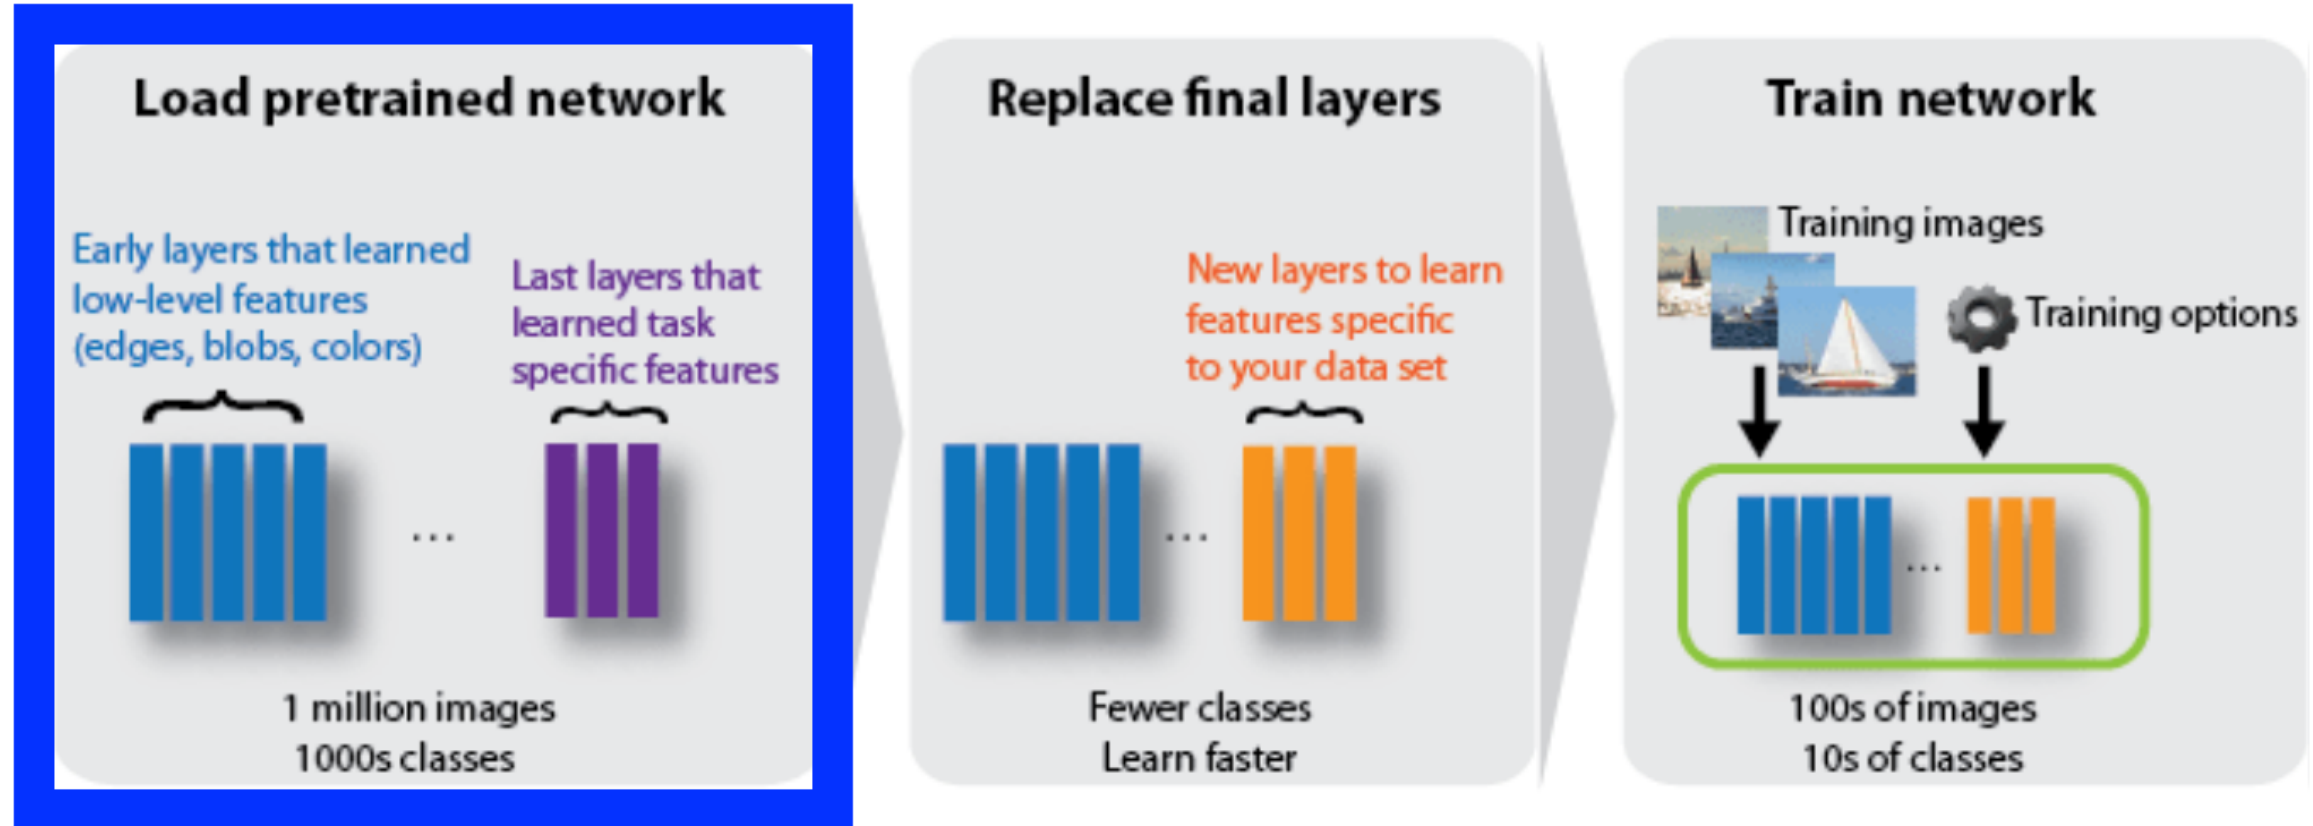 Load pretrained network
Early layers that learned
low-level features
(edges, blobs, colors)
Last layers that
learned task
specific features
...
1 million images
1000s classes
Replace final layers
New layers to learn
features specific
to your data set
...
Fewer classes
Learn faster
Train network
Training images
Training options
...
100s of images
10s of classes